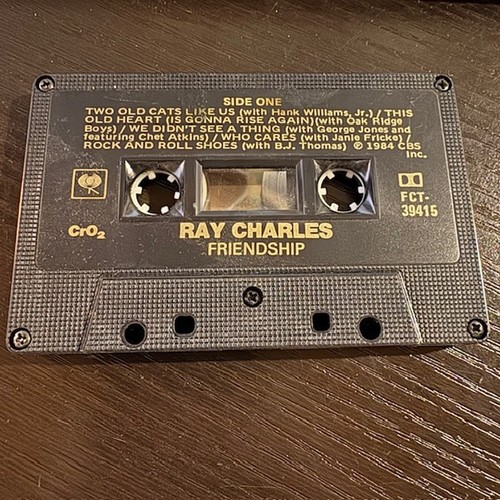 SIDE ONE
TWO OLD CATS LIKE US (with Hank Williams, Jr.) / THIS
OLD HEART (IS GONNA RISE AGAIN) (with Oak Ridge
Boys) / WE DIDN'T SEE A THING (with George Jones and
featuring Chet Atkins) / WHO CARES (with Janie Fricke) /
ROCK AND ROLL SHOES (with B.J. Thomas) ℗ 1984 CBS
Inc.
FCT-
39415
CrO₂
RAY CHARLES
FRIENDSHIP